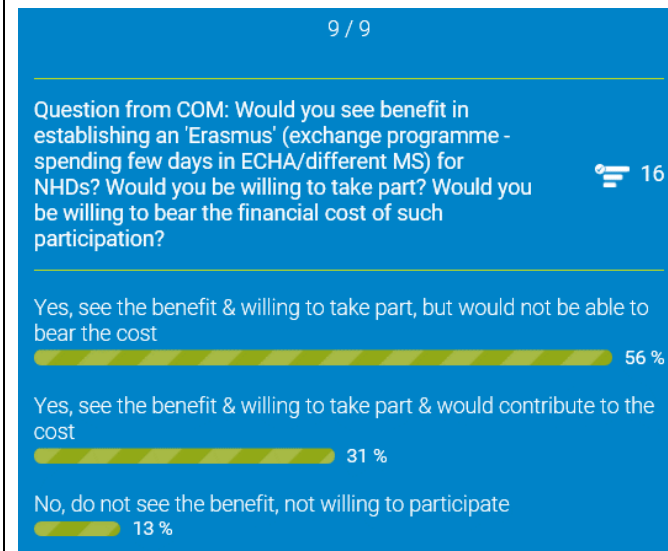 9 / 9
Question from COM: Would you see benefit in
establishing an 'Erasmus' (exchange programme -
spending few days in ECHA/different MS) for
NHDs? Would you be willing to take part? Would you
be willing to bear the financial cost of such
participation?
16
Yes, see the benefit & willing to take part, but would not be able to
bear the cost
56 %
Yes, see the benefit & willing to take part & would contribute to the
cost
31 %
No, do not see the benefit, not willing to participate
13 %